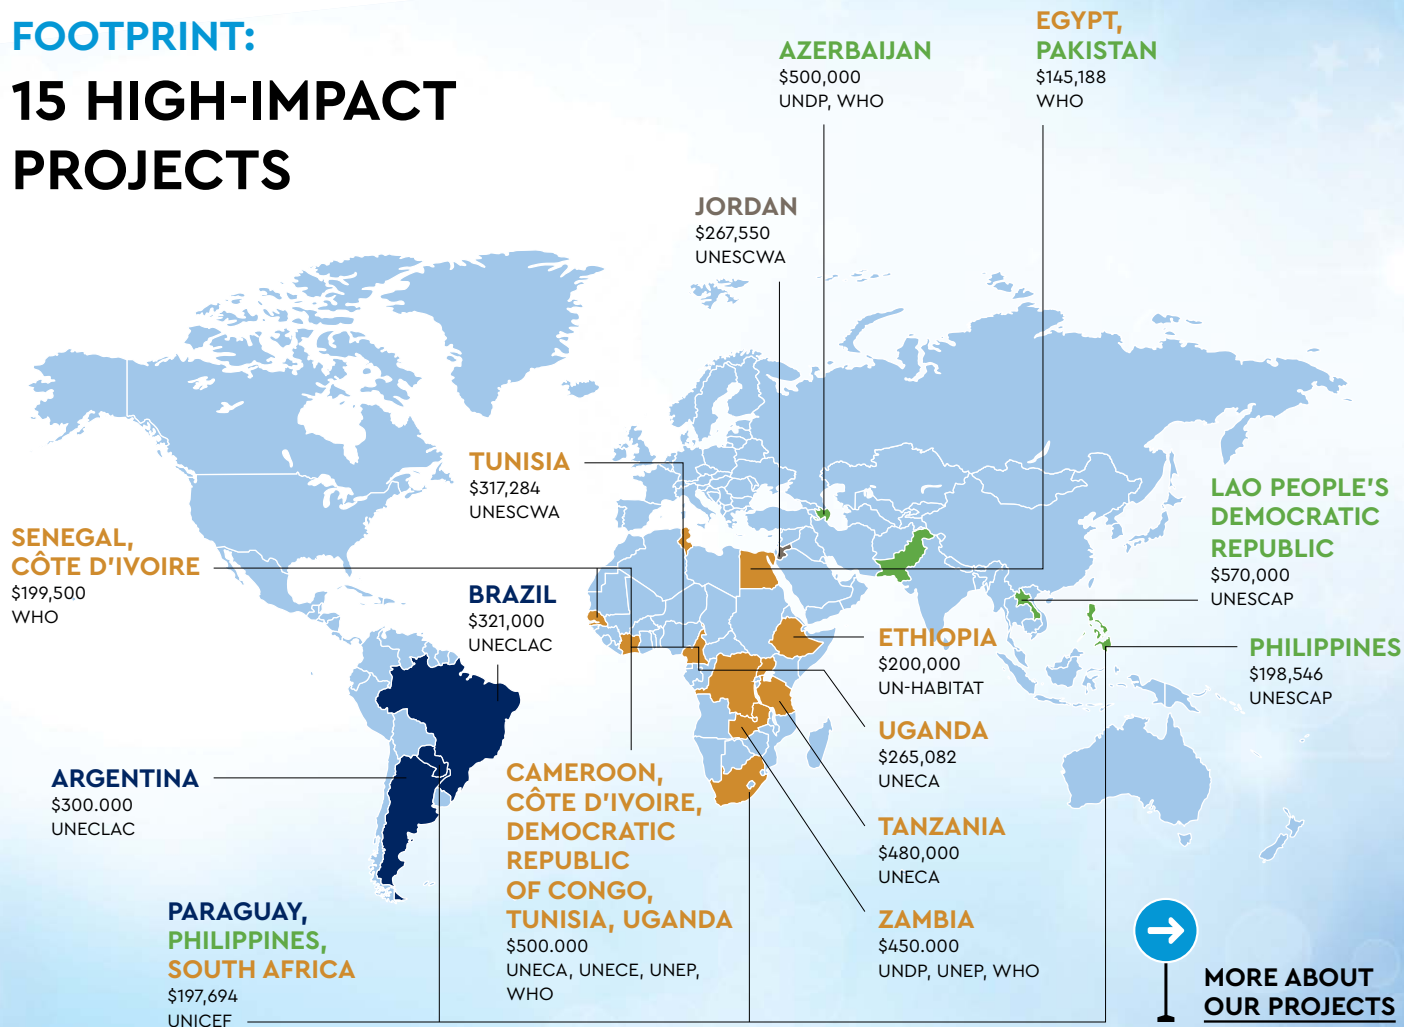 FOOTPRINT:
15 HIGH-IMPACT
PROJECTS
AZERBAIJAN
$500,000
UNDP, WHO
EGYPT,
PAKISTAN
$145,188
WHO
JORDAN
$267,550
UNESCWA
TUNISIA
$317,284
UNESCWA
SENEGAL,
CÔTE D'IVOIRE
$199,500
WHO
BRAZIL
$321,000
UNECLAC
LAO PEOPLE'S
DEMOCRATIC
REPUBLIC
$570,000
UNESCAP
ETHIOPIA
$200,000
UN-HABITAT
PHILIPPINES
$198,546
UNESCAP
UGANDA
$265,082
UNECA
ARGENTINA
$300.000
UNECLAC
CAMEROON,
CÔTE D'IVOIRE,
DEMOCRATIC
REPUBLIC
OF CONGO,
TUNISIA, UGANDA
$500.000
UNECA, UNECE, UNEP,
WHO
TANZANIA
$480,000
UNECA
ZAMBIA
$450.000
UNDP, UNEP, WHO
PARAGUAY,
PHILIPPINES,
SOUTH AFRICA
$197,694
UNICEF
MORE ABOUT
OUR PROJECTS